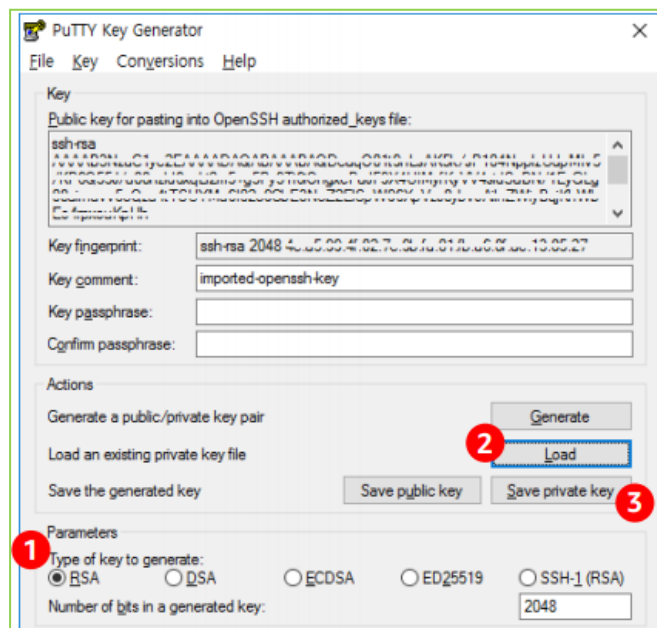 PuTTY Key Generator
File Key Conversions Help
Key
Public key for pasting into OpenSSH authorized_keys file:
ssh-rsa
Key fingerprint: ssh-rsa 2048
Key comment: imported-openssh-key
Key passphrase:
Confirm passphrase:
Actions
Generate a public/private key pair Generate
2
Load an existing private key file Load
Save the generated key Save public key Save private key
3
Parameters
1
Type of key to generate:
RSA DSA ECDSA ED25519 SSH-1 (RSA)
Number of bits in a generated key: 2048